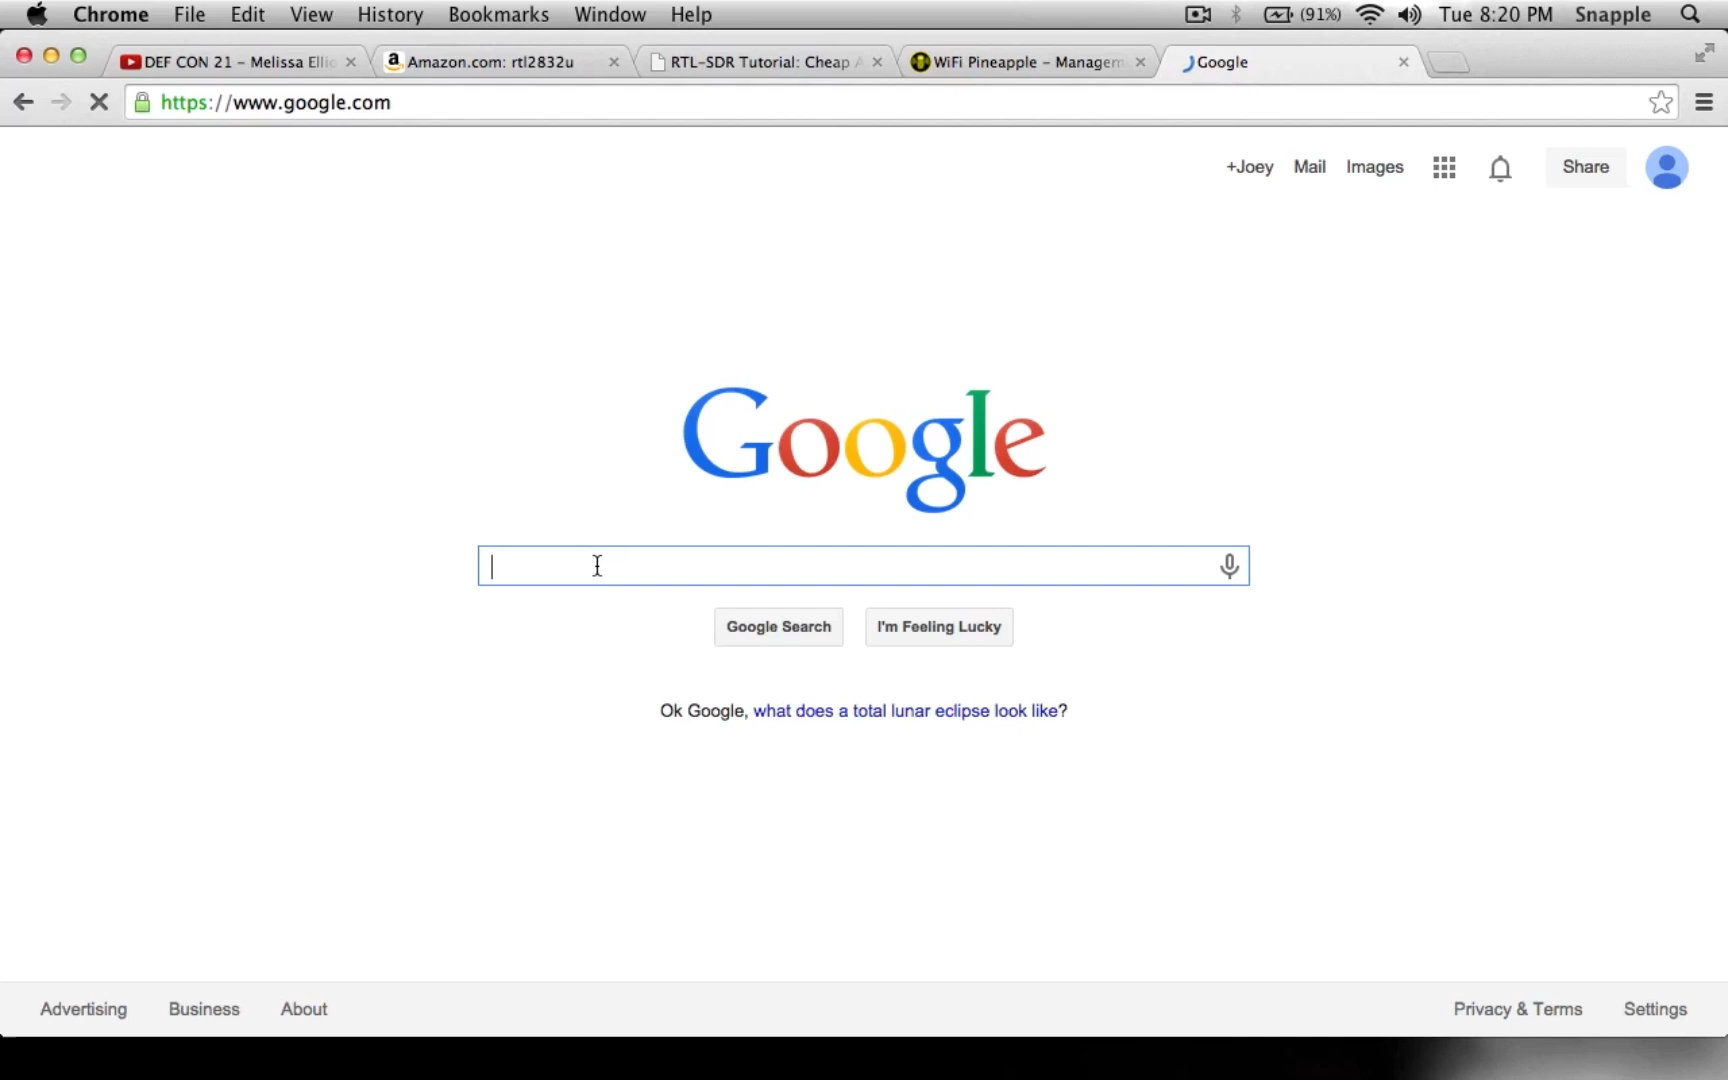 Chrome File Edit View History Bookmarks Window Help (91%) Tue 8:20 PM Snapple
DEF CON 21 – Melissa Ellio Amazon.com: rtl2832u RTL-SDR Tutorial: Cheap A WiFi Pineapple – Managem Google
https://www.google.com
+Joey Mail Images Share
Google
Google Search I'm Feeling Lucky
Ok Google, what does a total lunar eclipse look like?
Advertising Business About Privacy & Terms Settings